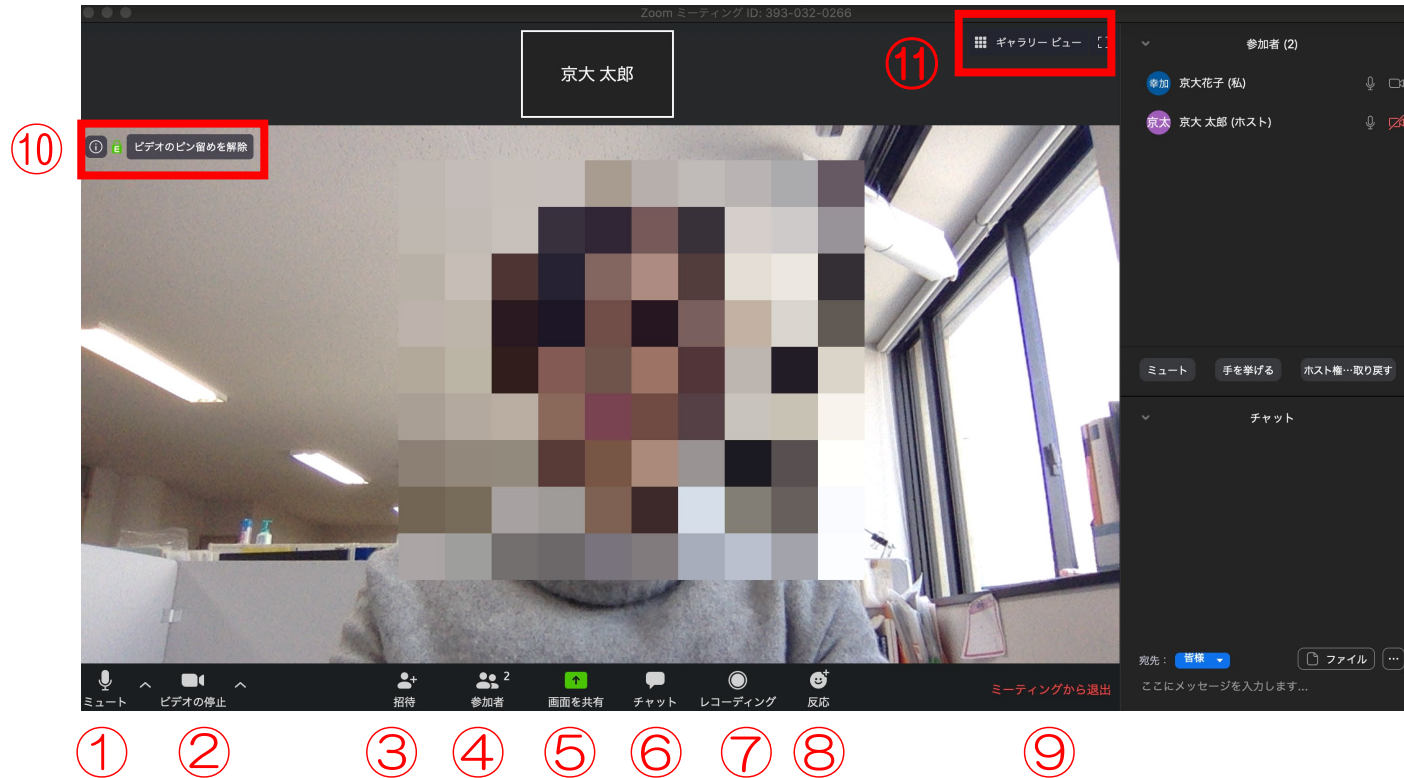 Zoom ミーティング ID: 393-032-0266
⑪
ギャラリー ビュー
京大 太郎
⑩
E
ビデオのピン留めを解除
参加者 (2)
幸加 京大花子 (私)
京太 京大 太郎 (ホスト)
ミュート 手を挙げる ホスト権…取り戻す
チャット
宛先： 皆様 ファイル ...
ここにメッセージを入力します...
ミュート ビデオの停止 招待 参加者 2 画面を共有 チャット レコーディング 反応 ミーティングから退出
① ② ③ ④ ⑤ ⑥ ⑦ ⑧ ⑨